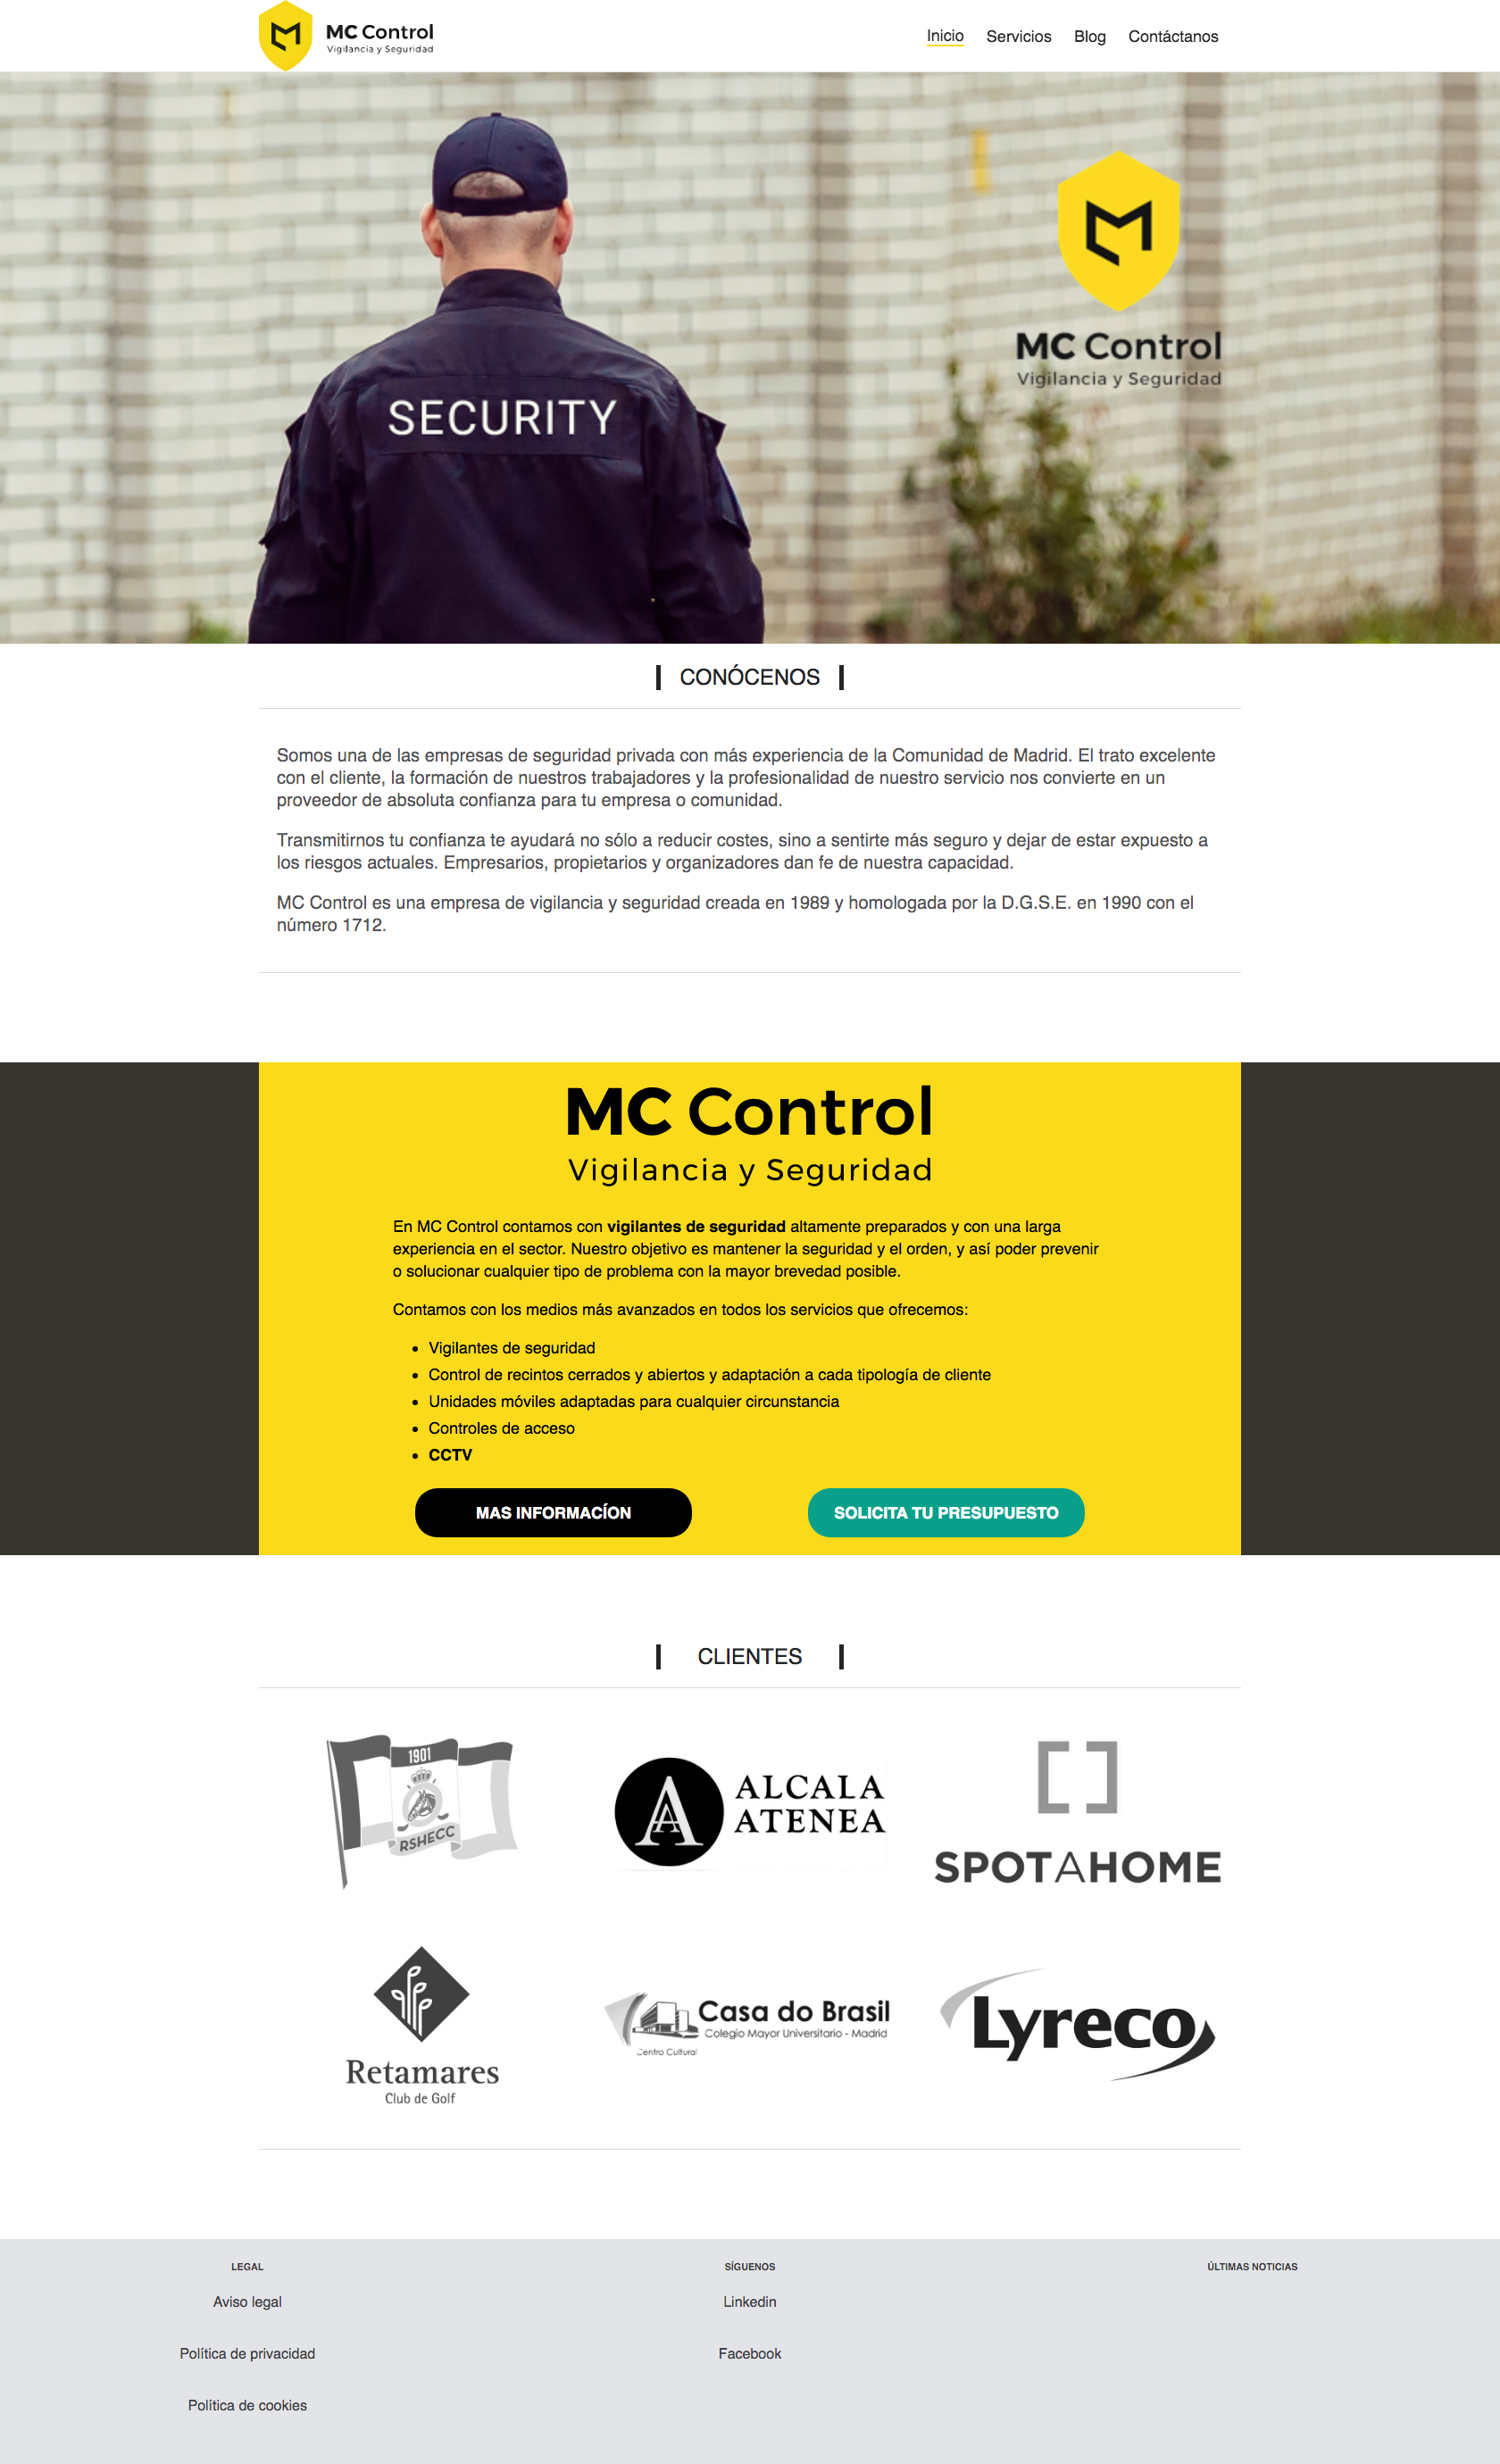 MC Control
Vigilancia y Seguridad
Inicio Servicios Blog Contáctanos
MC Control
Vigilancia y Seguridad
SECURITY
CONÓCENOS
Somos una de las empresas de seguridad privada con más experiencia de la Comunidad de Madrid. El trato excelente
con el cliente, la formación de nuestros trabajadores y la profesionalidad de nuestro servicio nos convierte en un
proveedor de absoluta confianza para tu empresa o comunidad.
Transmitirnos tu confianza te ayudará no sólo a reducir costes, sino a sentirte más seguro y dejar de estar expuesto a
los riesgos actuales. Empresarios, propietarios y organizadores dan fe de nuestra capacidad.
MC Control es una empresa de vigilancia y seguridad creada en 1989 y homologada por la D.G.S.E. en 1990 con el
número 1712.
MC Control
Vigilancia y Seguridad
En MC Control contamos con vigilantes de seguridad altamente preparados y con una larga
experiencia en el sector. Nuestro objetivo es mantener la seguridad y el orden, y así poder prevenir
o solucionar cualquier tipo de problema con la mayor brevedad posible.
Contamos con los medios más avanzados en todos los servicios que ofrecemos:
Vigilantes de seguridad
Control de recintos cerrados y abiertos y adaptación a cada tipología de cliente
Unidades móviles adaptadas para cualquier circunstancia
Controles de acceso
CCTV
MAS INFORMACÍON
SOLICITA TU PRESUPUESTO
CLIENTES
1901
RSHECC
ALCALA
ATENEA
SPOTAHOME
Retamares
Club de Golf
Casa do Brasil
Colegio Mayor Universitario - Madrid
Centro Cultural
Lyreco
LEGAL
Aviso legal
Política de privacidad
Política de cookies
SÍGUENOS
Linkedin
Facebook
ÚLTIMAS NOTICIAS